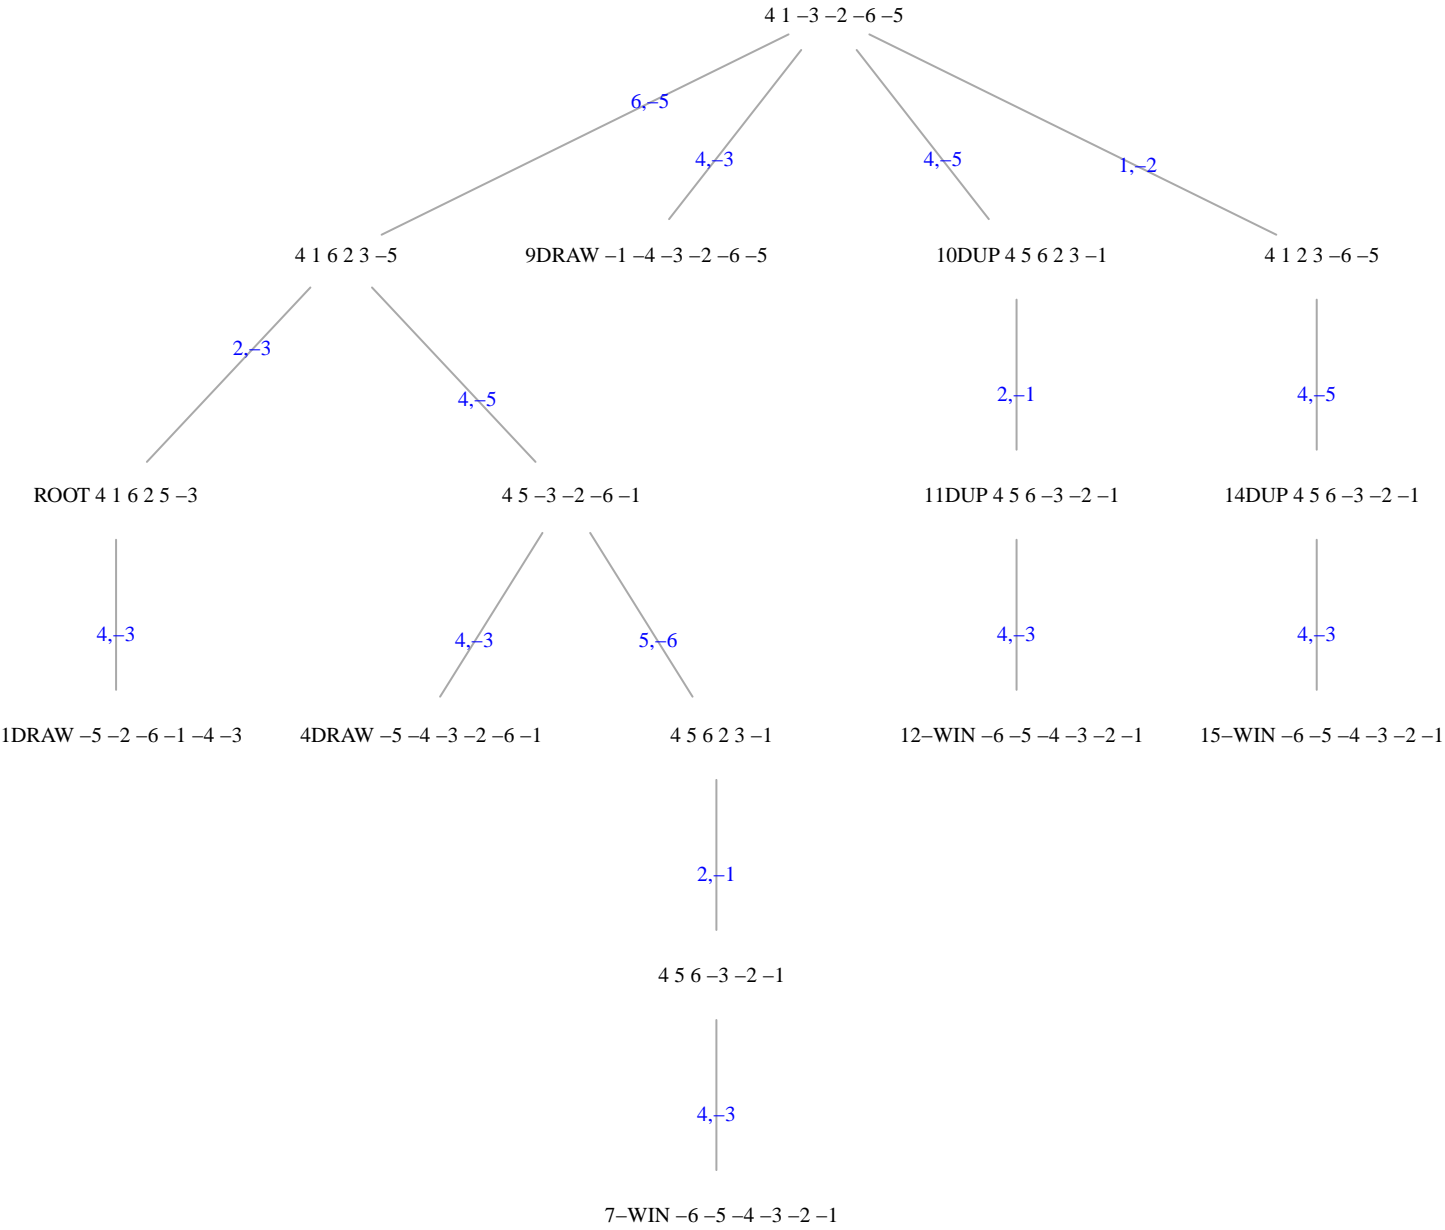 4 1 –3 –2 –6 –5
6,–5
4,–3
4,–5
1,–2
4 1 6 2 3 –5
9DRAW –1 –4 –3 –2 –6 –5
10DUP 4 5 6 2 3 –1
4 1 2 3 –6 –5
2,–3
4,–5
2,–1
4,–5
ROOT 4 1 6 2 5 –3
4 5 –3 –2 –6 –1
11DUP 4 5 6 –3 –2 –1
14DUP 4 5 6 –3 –2 –1
4,–3
4,–3
5,–6
4,–3
4,–3
1DRAW –5 –2 –6 –1 –4 –3
4DRAW –5 –4 –3 –2 –6 –1
4 5 6 2 3 –1
12–WIN –6 –5 –4 –3 –2 –1
15–WIN –6 –5 –4 –3 –2 –1
2,–1
4 5 6 –3 –2 –1
4,–3
7–WIN –6 –5 –4 –3 –2 –1